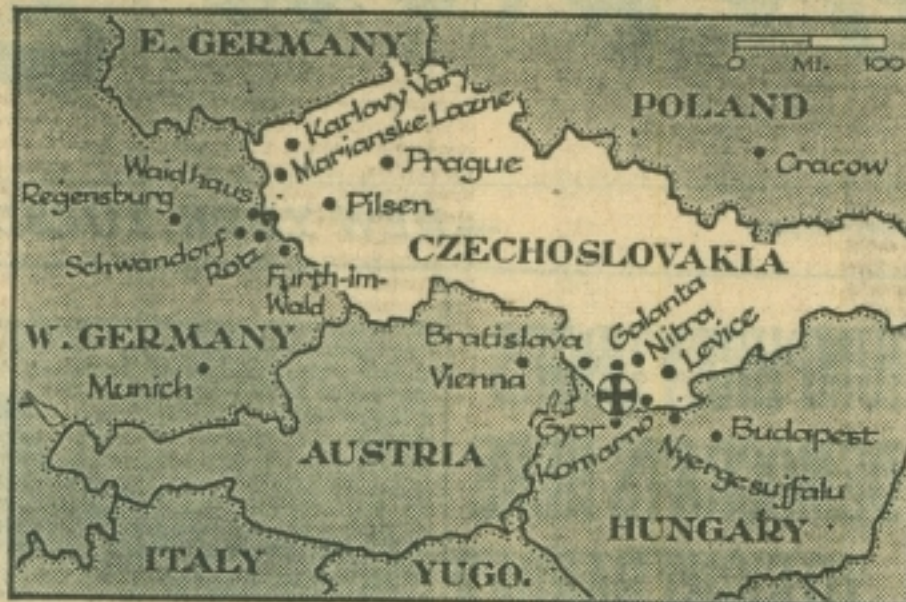 E. GERMANY
0 MI. 100
POLAND
Karlovy Vary
Marianske Lazne
Prague
Cracow
Waidhaus
Regensburg
Pilsen
Schwandorf
Rotz
CZECHOSLOVAKIA
Furth-im-
Wald
Galanta
Nitra
Levice
Bratislava
W. GERMANY
Vienna
Munich
Gyor
Komarno
Budapest
Nyergesujfalu
AUSTRIA
HUNGARY
ITALY
YUGO.